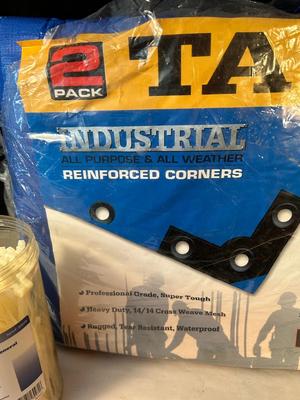 2
PACK
TA
INDUSTRIAL
ALL PURPOSE & ALL WEATHER
REINFORCED CORNERS
• Professional Grade, Super Tough
• Heavy Duty, 14/14 Cross Weave Mesh
• Rugged, Tear Resistant, Waterproof